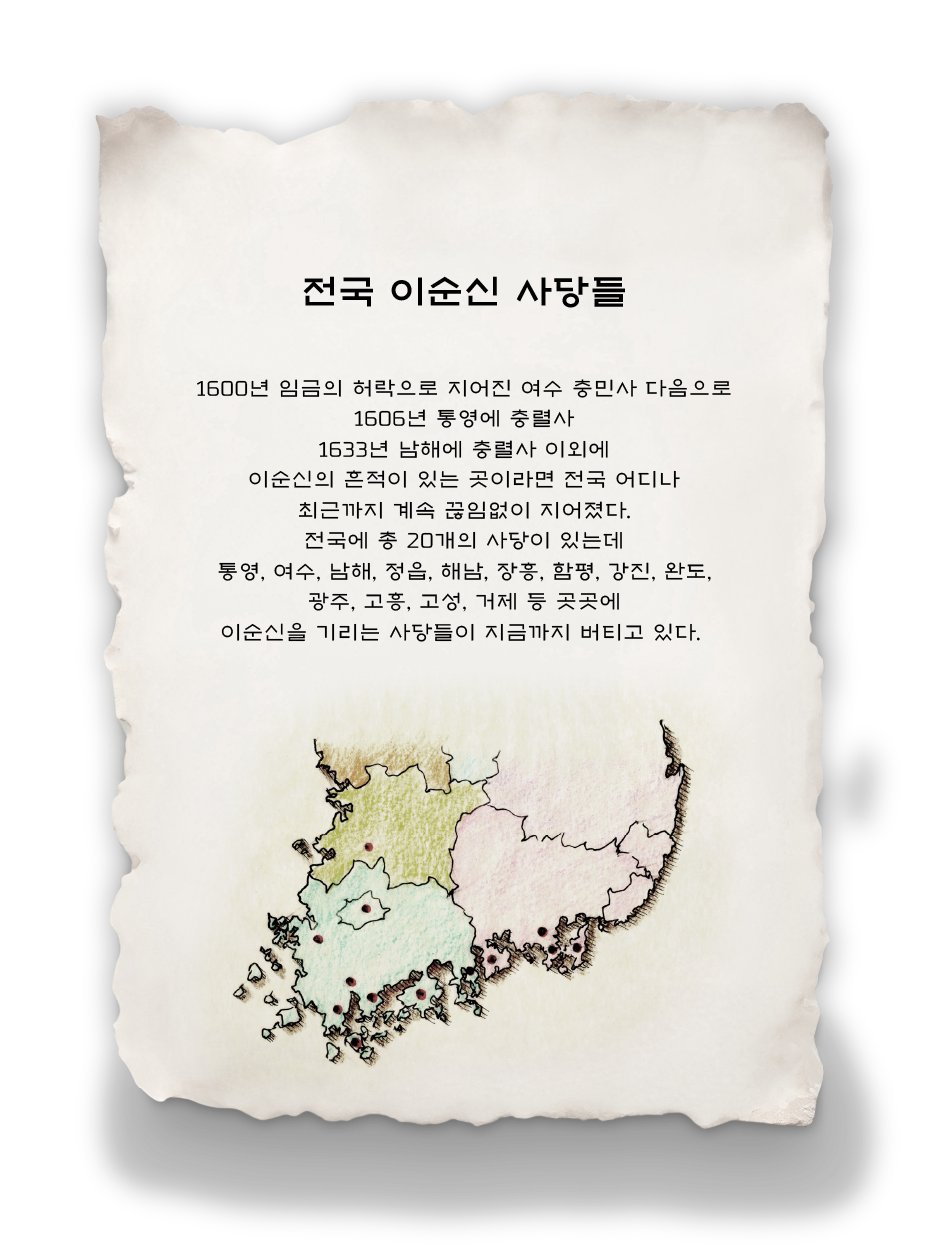 전국 이순신 사당들
1600년 임금의 허락으로 지어진 여수 충민사 다음으로
1606년 통영에 충렬사
1633년 남해에 충렬사 이외에
이순신의 흔적이 있는 곳이라면 전국 어디나
최근까지 계속 끊임없이 지어졌다.
전국에 총 20개의 사당이 있는데
통영, 여수, 남해, 정읍, 해남, 장흥, 함평, 강진, 완도,
광주, 고흥, 고성, 거제 등 곳곳에
이순신을 기리는 사당들이 지금까지 버티고 있다.